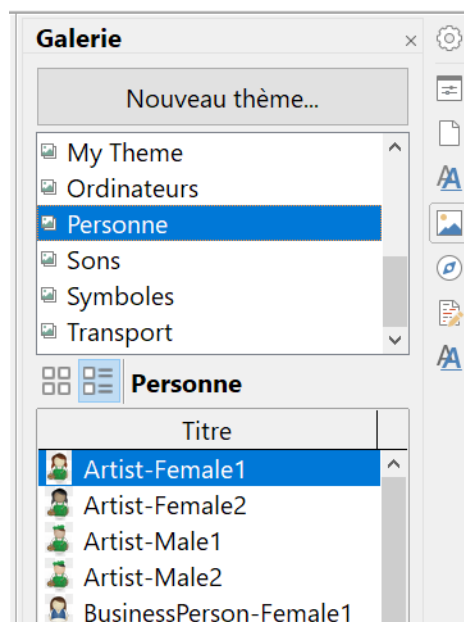 Galerie
Nouveau thème...
My Theme
Ordinateurs
Personne
Sons
Symboles
Transport
Personne
Titre
Artist-Female1
Artist-Female2
Artist-Male1
Artist-Male2
BusinessPerson-Female1